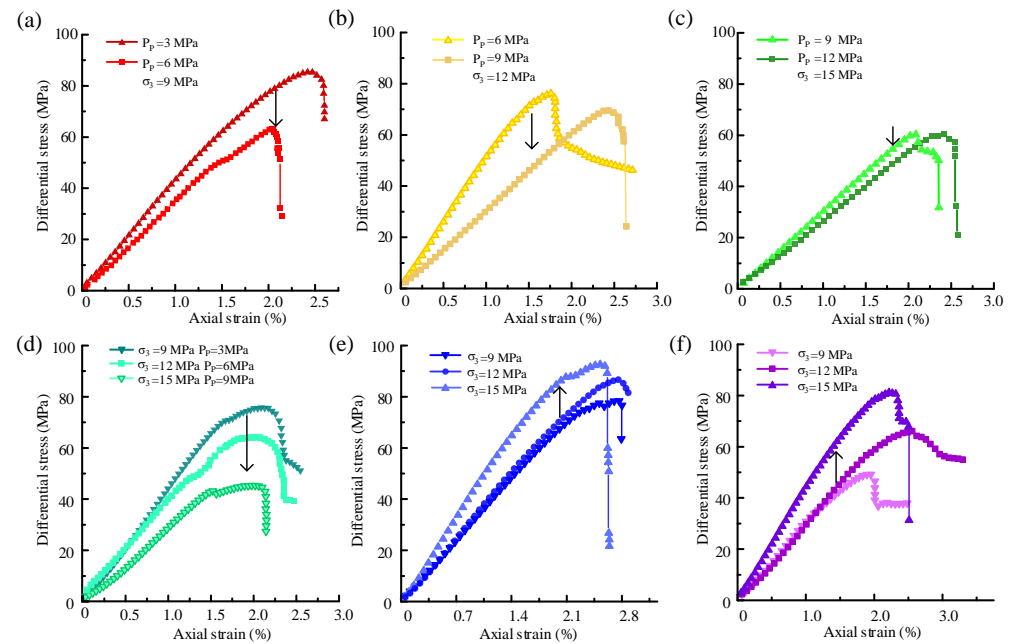 (a)
P_P =3 MPa
P_P =6 MPa
σ_3 =9 MPa
Differential stress (MPa)
100
80
60
40
20
0
0 0.5 1.0 1.5 2.0 2.5
Axial strain (%)
(b)
P_P =6 MPa
P_P =9 MPa
σ_3 =12 MPa
Differential stress (MPa)
100
80
60
40
20
0
0 0.5 1.0 1.5 2.0 2.5 3.0
Axial strain (%)
(c)
P_P = 9 MPa
P_P =12 MPa
σ_3 =15 MPa
Differential stress (MPa)
100
80
60
40
20
0
0 0.5 1.0 1.5 2.0 2.5 3.0
Axial strain (%)
(d)
σ_3 =9 MPa P_P=3MPa
σ_3 =12 MPa P_P=6MPa
σ_3 =15 MPa P_P=9MPa
Differential stress (MPa)
100
80
60
40
20
0
0 0.5 1.0 1.5 2.0 2.5 3.0
Axial strain (%)
(e)
σ_3 =9 MPa
σ_3 =12 MPa
σ_3 =15 MPa
Differential stress (MPa)
100
80
60
40
20
0
0 0.7 1.4 2.1 2.8
Axial strain (%)
(f)
σ_3 =9 MPa
σ_3 =12 MPa
σ_3 =15 MPa
Differential stress (MPa)
100
80
60
40
20
0
0 0.5 1.0 1.5 2.0 2.5 3.0
Axial strain (%)